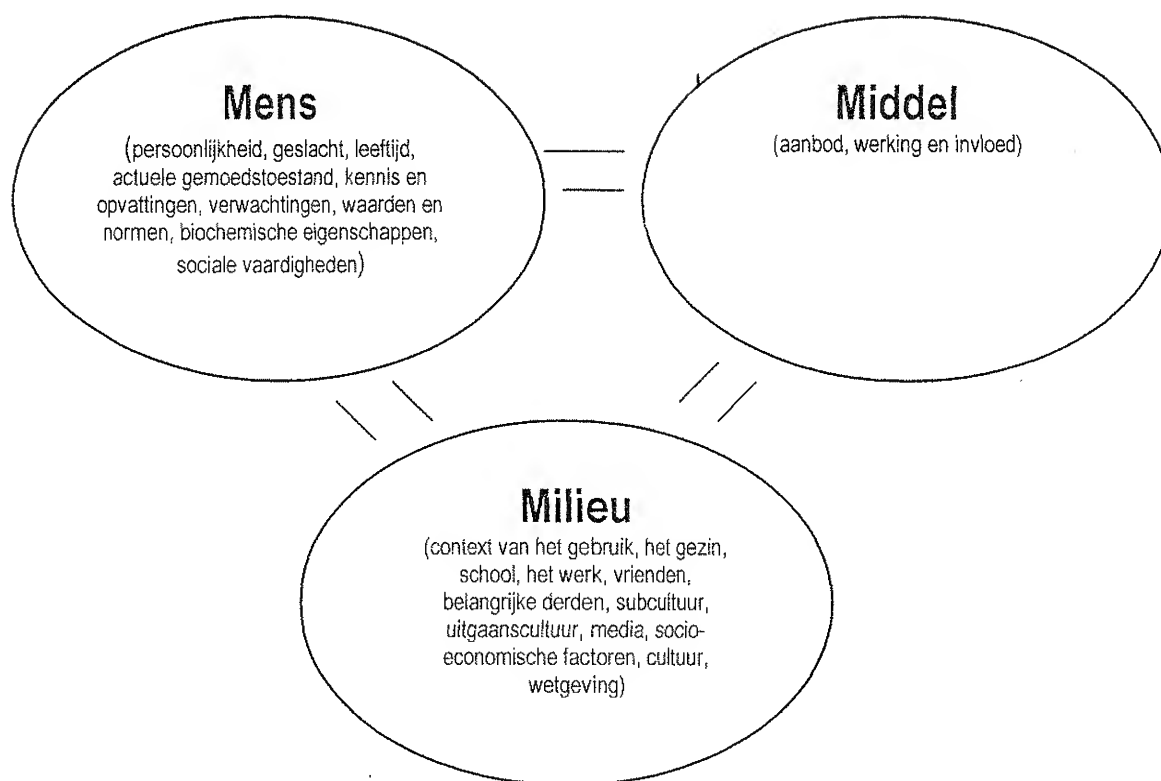 Mens
(persoonlijkheid, geslacht, leeftijd,
actuele gemoedstoestand, kennis en
opvattingen, verwachtingen, waarden en
normen, biochemische eigenschappen,
sociale vaardigheden)
Middel
(aanbod, werking en invloed)
Milieu
(context van het gebruik, het gezin,
school, het werk, vrienden,
belangrijke derden, subcultuur,
uitgaanscultuur, media, socio-
economische factoren, cultuur,
wetgeving)